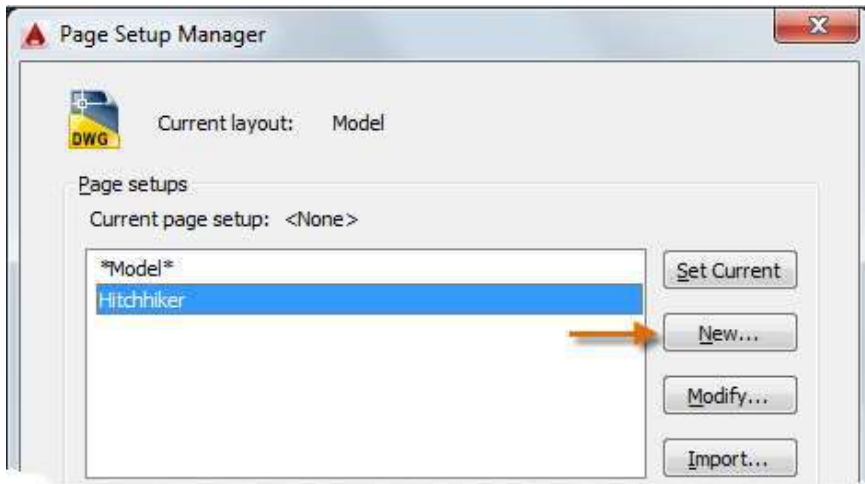 Page Setup Manager
DWG
Current layout: Model
Page setups
Current page setup: <None>
*Model*
Set Current
Hitchhiker
New...
Modify...
Import...